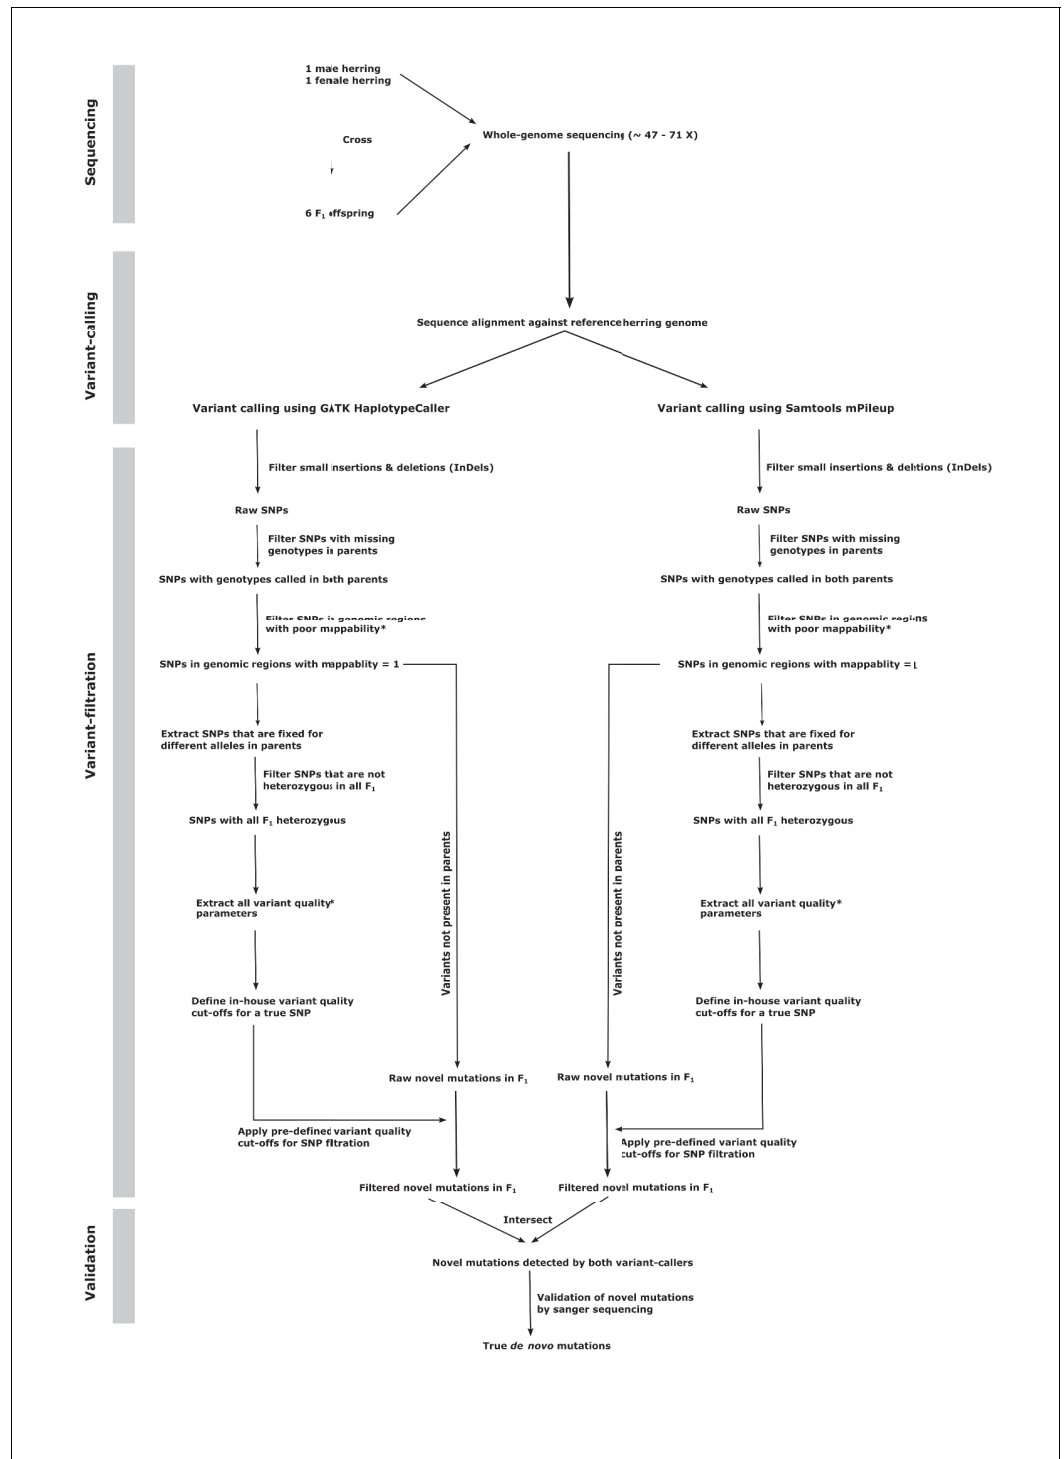 Sequencing
1 male herring
1 female herring
Cross
6 F1 offspring
Whole-genome sequencing (~ 47 - 71 X)
Variant-calling
Sequence alignment against reference herring genome
Variant calling using GATK HaplotypeCaller
Variant calling using Samtools mPileup
Variant-filtration
Filter small insertions & deletions (InDels)
Raw SNPs
Filter SNPs with missing
genotypes in parents
SNPs with genotypes called in both parents
Filter SNPs in genomic regions
with poor mappability*
SNPs in genomic regions with mappablity = 1
Extract SNPs that are fixed for
different alleles in parents
Filter SNPs that are not
heterozygous in all F1
SNPs with all F1 heterozygous
Extract all variant quality*
parameters
Define in-house variant quality
cut-offs for a true SNP
Variants not present in parents
Raw novel mutations in F1
Apply pre-defined variant quality
cut-offs for SNP filtration
Filtered novel mutations in F1
Filter small insertions & deletions (InDels)
Raw SNPs
Filter SNPs with missing
genotypes in parents
SNPs with genotypes called in both parents
Filter SNPs in genomic regions
with poor mappability*
SNPs in genomic regions with mappablity =
Extract SNPs that are fixed for
different alleles in parents
Filter SNPs that are not
heterozygous in all F1
SNPs with all F1 heterozygous
Extract all variant quality*
parameters
Define in-house variant quality
cut-offs for a true SNP
Variants not present in parents
Raw novel mutations in F1
Apply pre-defined variant quality
cut-offs for SNP filtration
Filtered novel mutations in F1
Validation
Intersect
Novel mutations detected by both variant-callers
Validation of novel mutations
by sanger sequencing
True de novo mutations